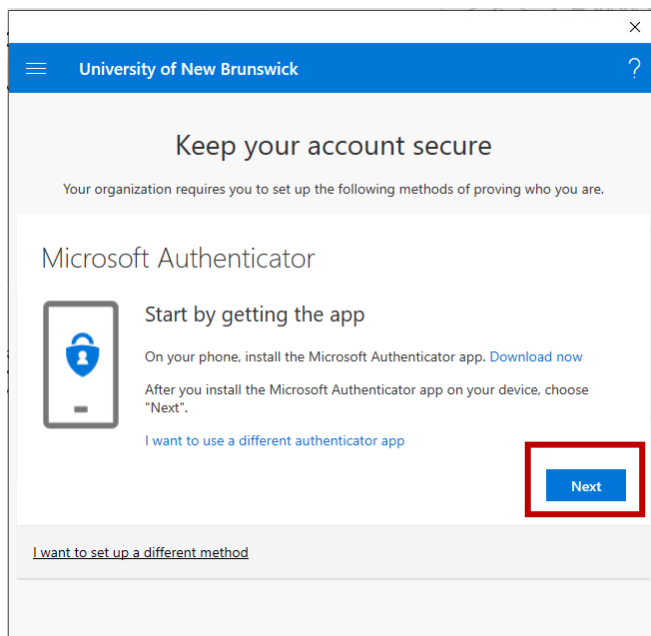 University of New Brunswick
?
Keep your account secure
Your organization requires you to set up the following methods of proving who you are.
Microsoft Authenticator
Start by getting the app
On your phone, install the Microsoft Authenticator app. Download now
After you install the Microsoft Authenticator app on your device, choose
"Next".
I want to use a different authenticator app
Next
I want to set up a different method